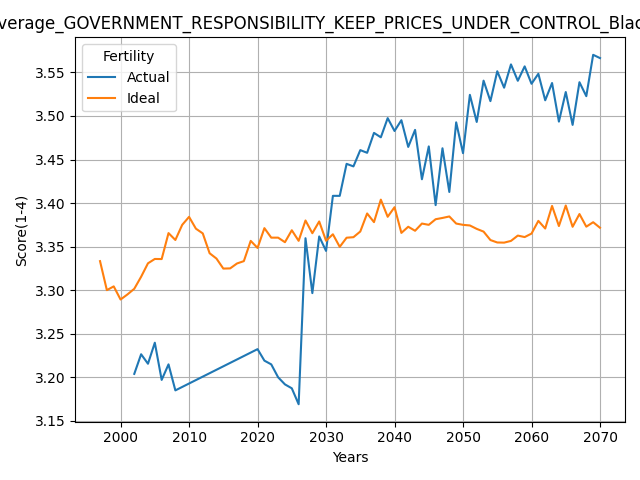 verage_GOVERNMENT_RESPONSIBILITY_KEEP_PRICES_UNDER_CONTROL_Blac
Fertility
Actual
Ideal
Score(1-4)
3.55
3.50
3.45
3.40
3.35
3.30
3.25
3.20
3.15
2000 2010 2020 2030 2040 2050 2060 2070
Years